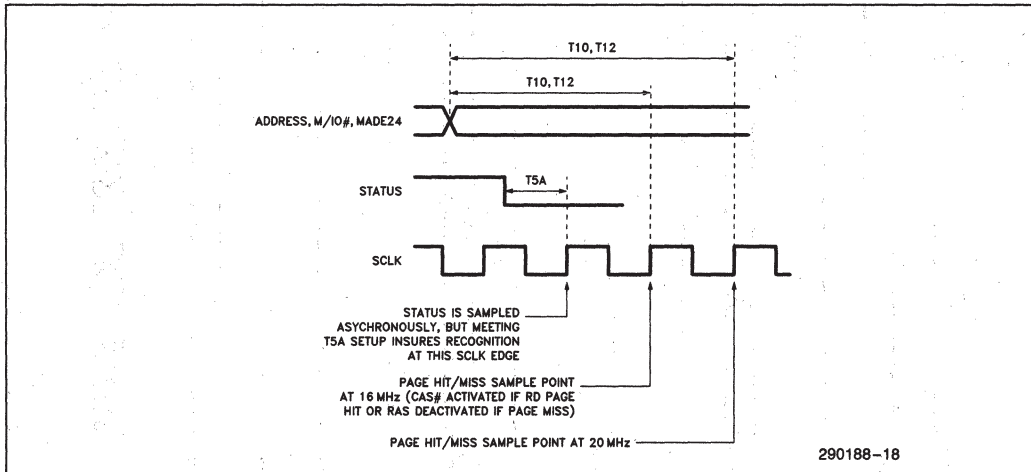 T10, T12
T10, T12
ADDRESS, M/IO#, MADE24
T5A
STATUS
SCLK
STATUS IS SAMPLED
ASYCHRONOUSLY, BUT MEETING
T5A SETUP INSURES RECOGNITION
AT THIS SCLK EDGE
PAGE HIT/MISS SAMPLE POINT
AT 16 MHz (CAS# ACTIVATED IF RD PAGE
HIT OR RAS DEACTIVATED IF PAGE MISS)
PAGE HIT/MISS SAMPLE POINT AT 20 MHz
290188-18